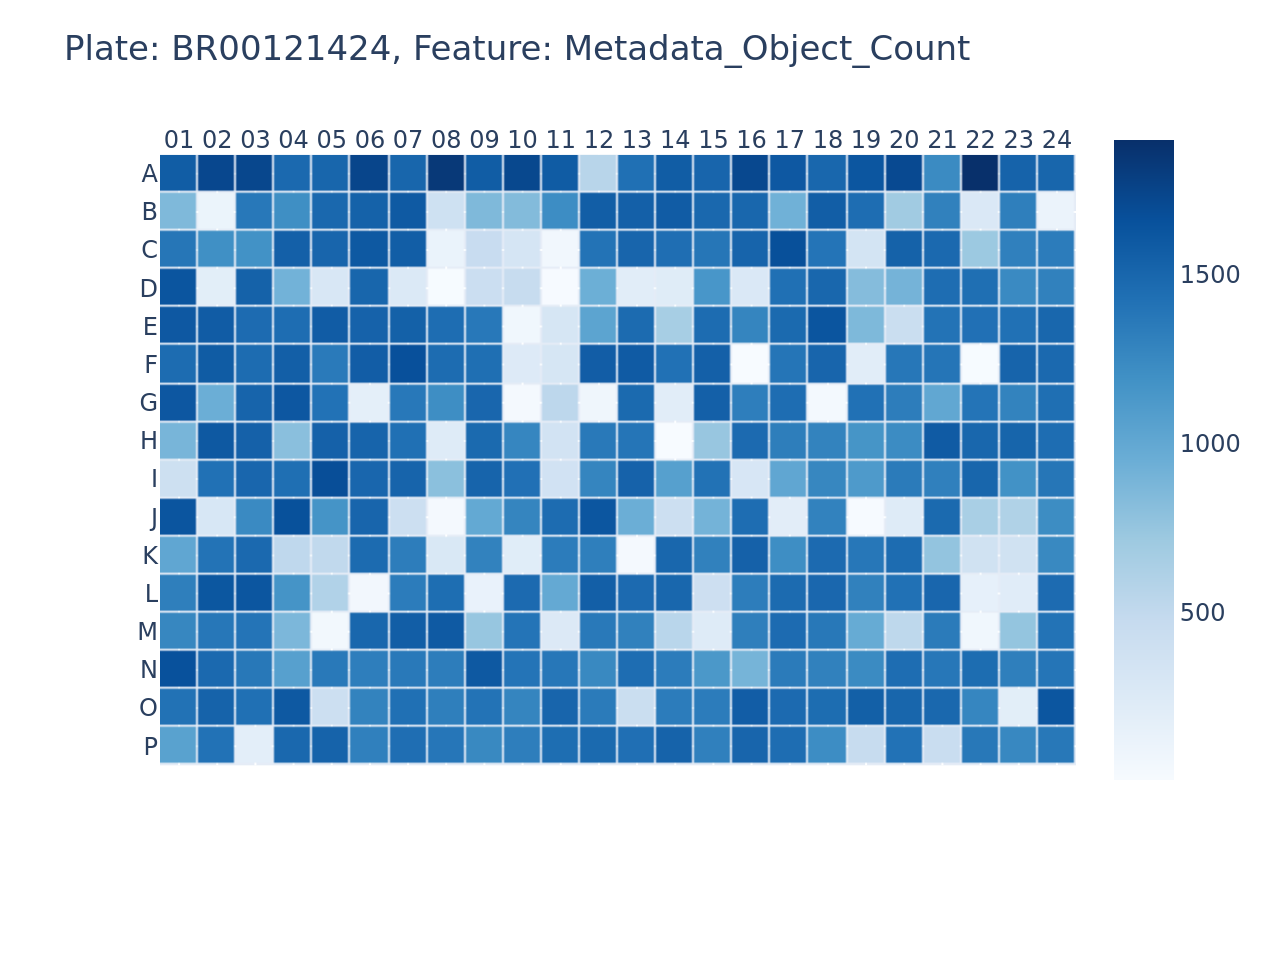 Plate: BR00121424, Feature: Metadata_Object_Count
01 02 03 04 05 06 07 08 09 10 11 12 13 14 15 16 17 18 19 20 21 22 23 24
A
B
C
D
E
F
G
H
I
J
K
L
M
N
O
P
1500
1000
500